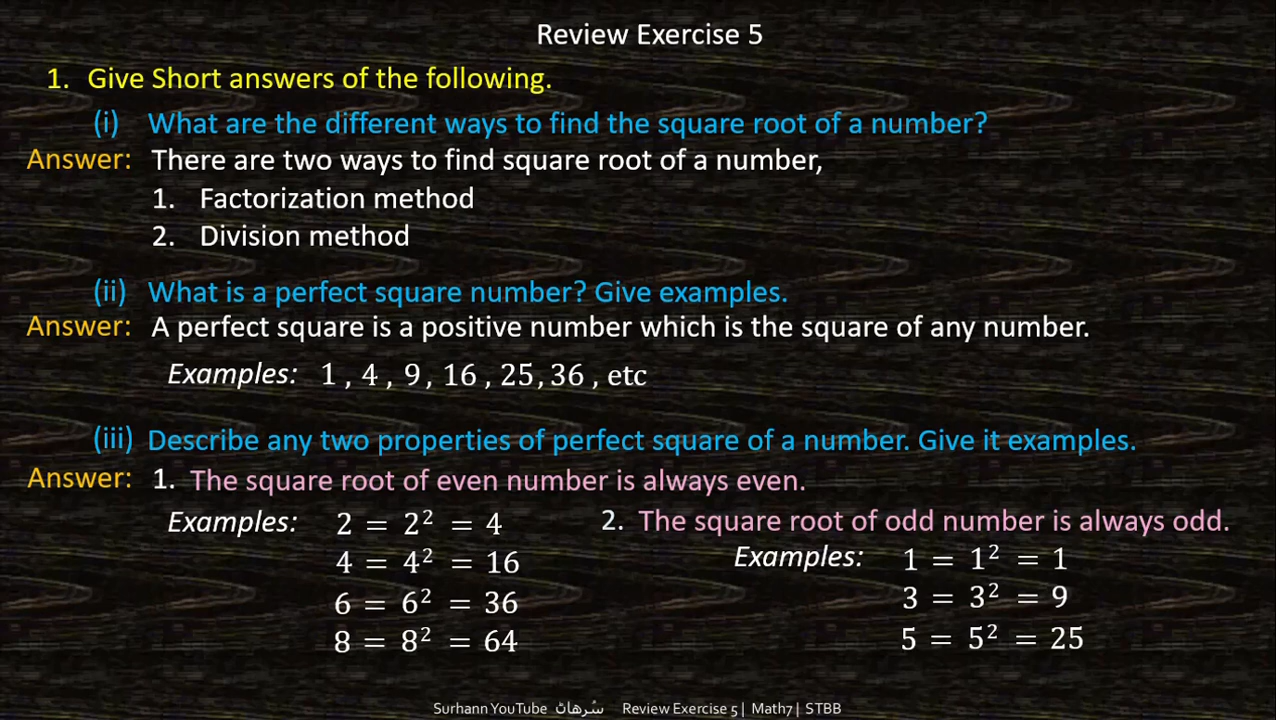 Review Exercise 5
1. Give Short answers of the following.
(i) What are the different ways to find the square root of a number?
Answer: There are two ways to find square root of a number,
1. Factorization method
2. Division method
(ii) What is a perfect square number? Give examples.
Answer: A perfect square is a positive number which is the square of any number.
Examples: 1 , 4 , 9 , 16 , 25 , 36 , etc
(iii) Describe any two properties of perfect square of a number. Give it examples.
Answer: 1. The square root of even number is always even.
Examples: 2 = 2² = 4
4 = 4² = 16
6 = 6² = 36
8 = 8² = 64
2. The square root of odd number is always odd.
Examples: 1 = 1² = 1
3 = 3² = 9
5 = 5² = 25
Surhann YouTube سُرهاڻ Review Exercise 5 | Math7 | STBB